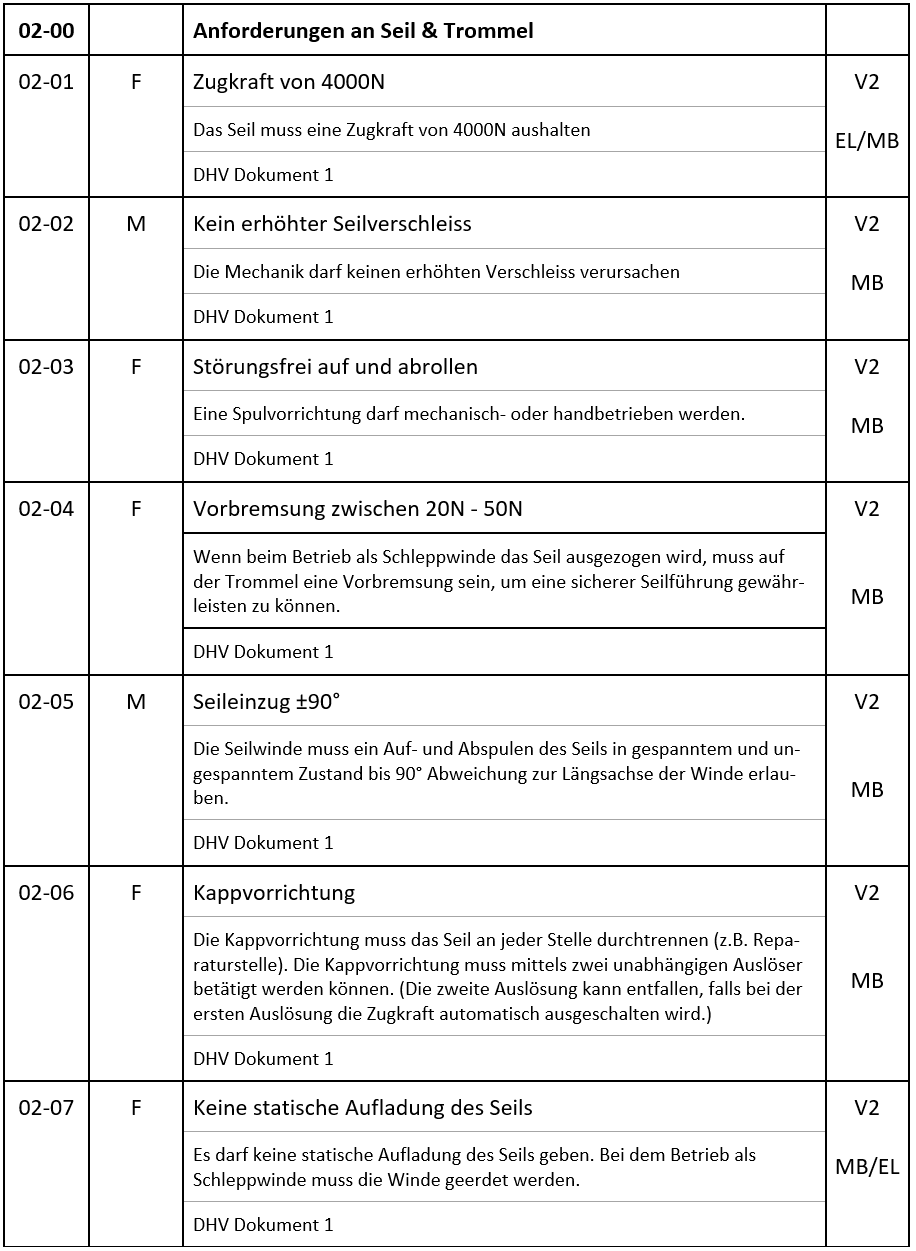 02-00 Anforderungen an Seil & Trommel
02-01 F Zugkraft von 4000N V2
Das Seil muss eine Zugkraft von 4000N aushalten
EL/MB
DHV Dokument 1
02-02 M Kein erhöhter Seilverschleiss V2
Die Mechanik darf keinen erhöhten Verschleiss verursachen
MB
DHV Dokument 1
02-03 F Störungsfrei auf und abrollen V2
Eine Spulvorrichtung darf mechanisch- oder handbetrieben werden.
MB
DHV Dokument 1
02-04 F Vorbremsung zwischen 20N - 50N V2
Wenn beim Betrieb als Schleppwinde das Seil ausgezogen wird, muss auf
der Trommel eine Vorbremsung sein, um eine sicherer Seilführung gewähr-
leisten zu können.
MB
DHV Dokument 1
02-05 M Seileinzug ±90° V2
Die Seilwinde muss ein Auf- und Abspulen des Seils in gespanntem und un-
gespanntem Zustand bis 90° Abweichung zur Längsachse der Winde erlau-
ben.
MB
DHV Dokument 1
02-06 F Kappvorrichtung V2
Die Kappvorrichtung muss das Seil an jeder Stelle durchtrennen (z.B. Repa-
raturstelle). Die Kappvorrichtung muss mittels zwei unabhängigen Auslöser
betätigt werden können. (Die zweite Auslösung kann entfallen, falls bei der
ersten Auslösung die Zugkraft automatisch ausgeschalten wird.)
MB
DHV Dokument 1
02-07 F Keine statische Aufladung des Seils V2
Es darf keine statische Aufladung des Seils geben. Bei dem Betrieb als
Schleppwinde muss die Winde geerdet werden.
MB/EL
DHV Dokument 1